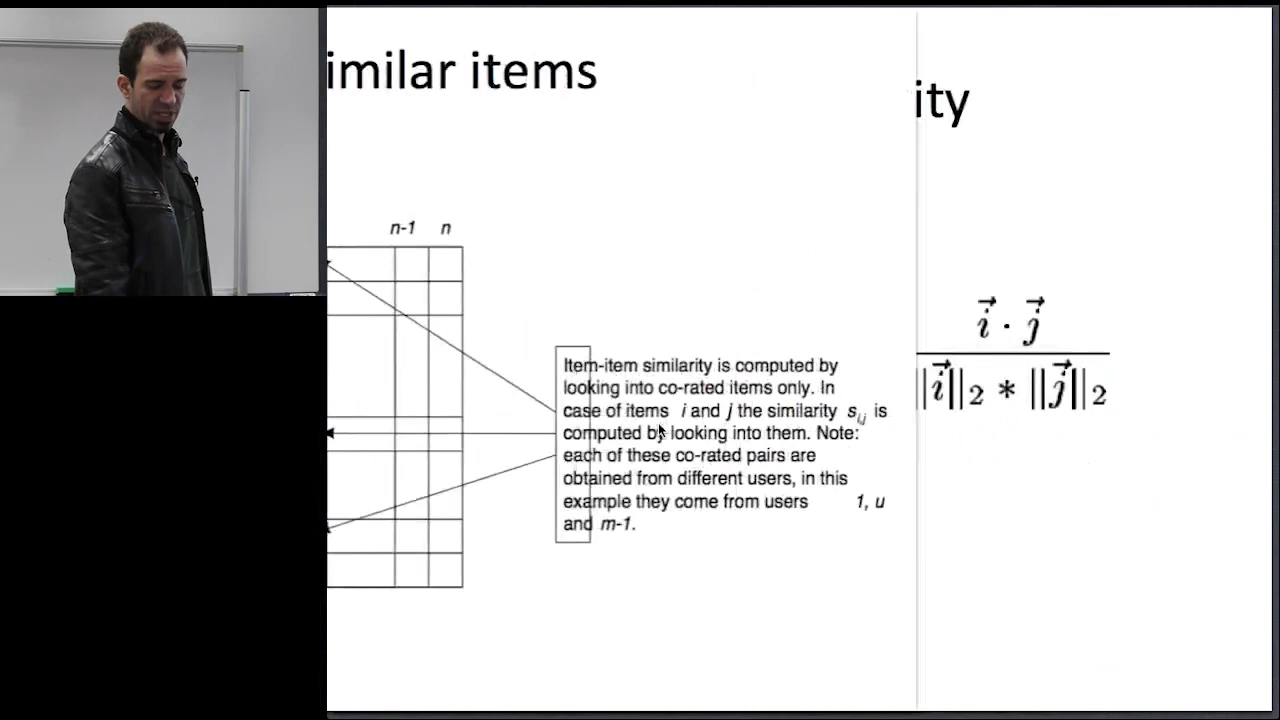 imilar items
ity
n-1 n
Item-item similarity is computed by
looking into co-rated items only. In
case of items i and j the similarity s i,j is
computed by looking into them. Note:
each of these co-rated pairs are
obtained from different users, in this
example they come from users 1, u
and m-1.
i · j
||i||2 * ||j||2